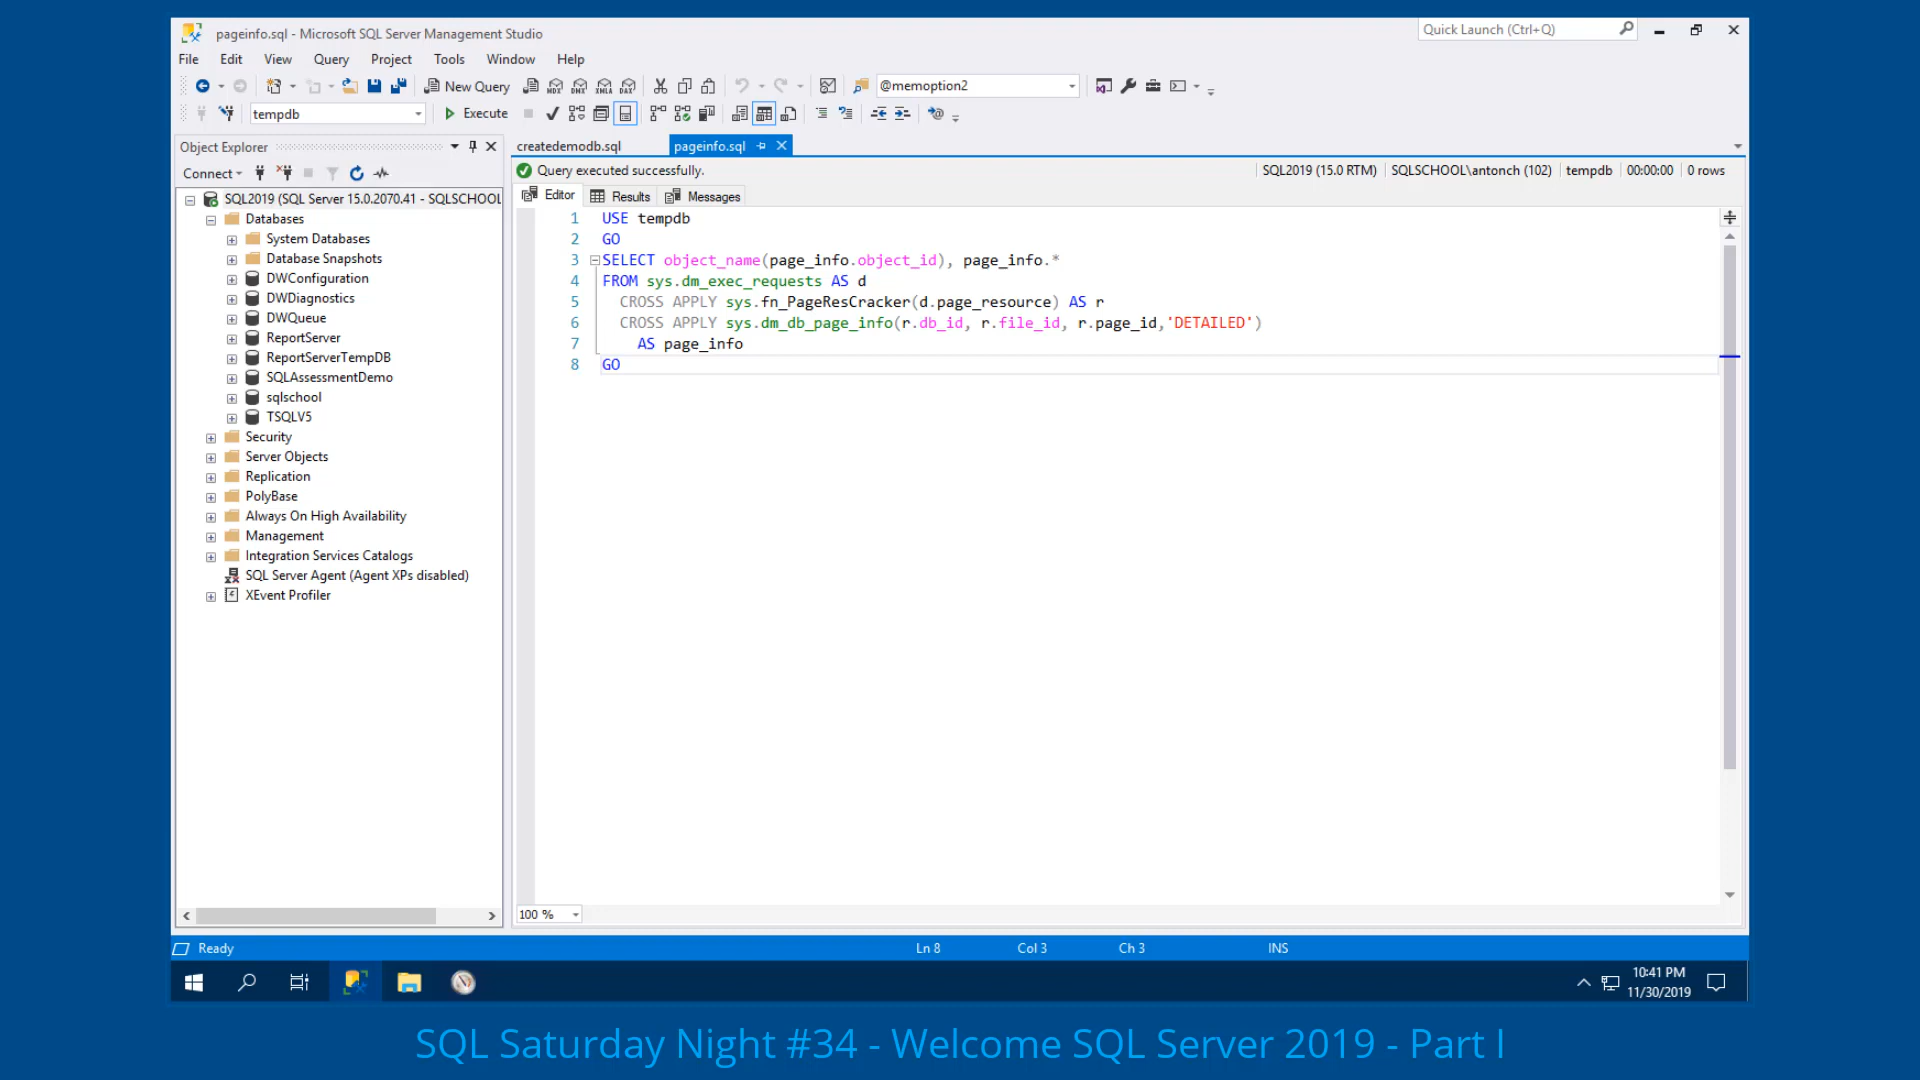 pageinfo.sql - Microsoft SQL Server Management Studio
Quick Launch (Ctrl+Q)
File Edit View Query Project Tools Window Help
New Query MDX DMX XMLA DAX @memoption2
tempdb Execute
Object Explorer
createdemodb.sql pageinfo.sql
Query executed successfully. SQL2019 (15.0 RTM) SQLSCHOOL\antonch (102) tempdb 00:00:00 0 rows
Connect
Editor Results Messages
SQL2019 (SQL Server 15.0.2070.41 - SQLSCHOOL
Databases
System Databases
Database Snapshots
DWConfiguration
DWDiagnostics
DWQueue
ReportServer
ReportServerTempDB
SQLAssessmentDemo
sqlschool
TSQLV5
Security
Server Objects
Replication
PolyBase
Always On High Availability
Management
Integration Services Catalogs
SQL Server Agent (Agent XPs disabled)
XEvent Profiler
1 USE tempdb
2 GO
3 SELECT object_name(page_info.object_id), page_info.*
4 FROM sys.dm_exec_requests AS d
5 CROSS APPLY sys.fn_PageResCracker(d.page_resource) AS r
6 CROSS APPLY sys.dm_db_page_info(r.db_id, r.file_id, r.page_id,'DETAILED')
7 AS page_info
8 GO
100 %
Ready Ln 8 Col 3 Ch 3 INS
10:41 PM
11/30/2019
SQL Saturday Night #34 - Welcome SQL Server 2019 - Part I